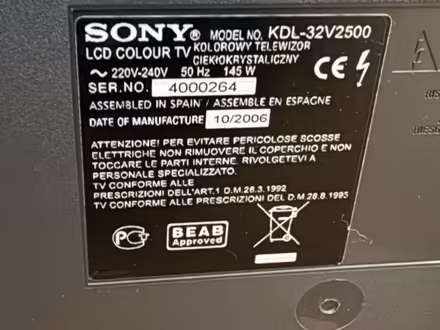 SONY MODEL NO. KDL-32V2500
LCD COLOUR TV KOLOROWY TELEWIZOR
CIEKŁOKRYSTALICZNY
~ 220V-240V 50 Hz 145 W
SER.NO. 4000264
ASSEMBLED IN SPAIN / ASSEMBLE EN ESPAGNE
DATE OF MANUFACTURE 10/2006
ATTENZIONE! PER EVITARE PERICOLOSE SCOSSE
ELETTRICHE NON RIMUOVERE IL COPERCHIO E NON
TOCCARE LE PARTI INTERNE. RIVOLGETEVI A
PERSONALE SPECIALIZZATO.
TV CONFORME ALLE
PRESCRIZIONI DELL'ART.1 D.M.26.3.1992
TV CONFORME ALLE PRESCRIZIONI DEL D.M.28.8.1995
CE
PG
BEAB
Approved
A